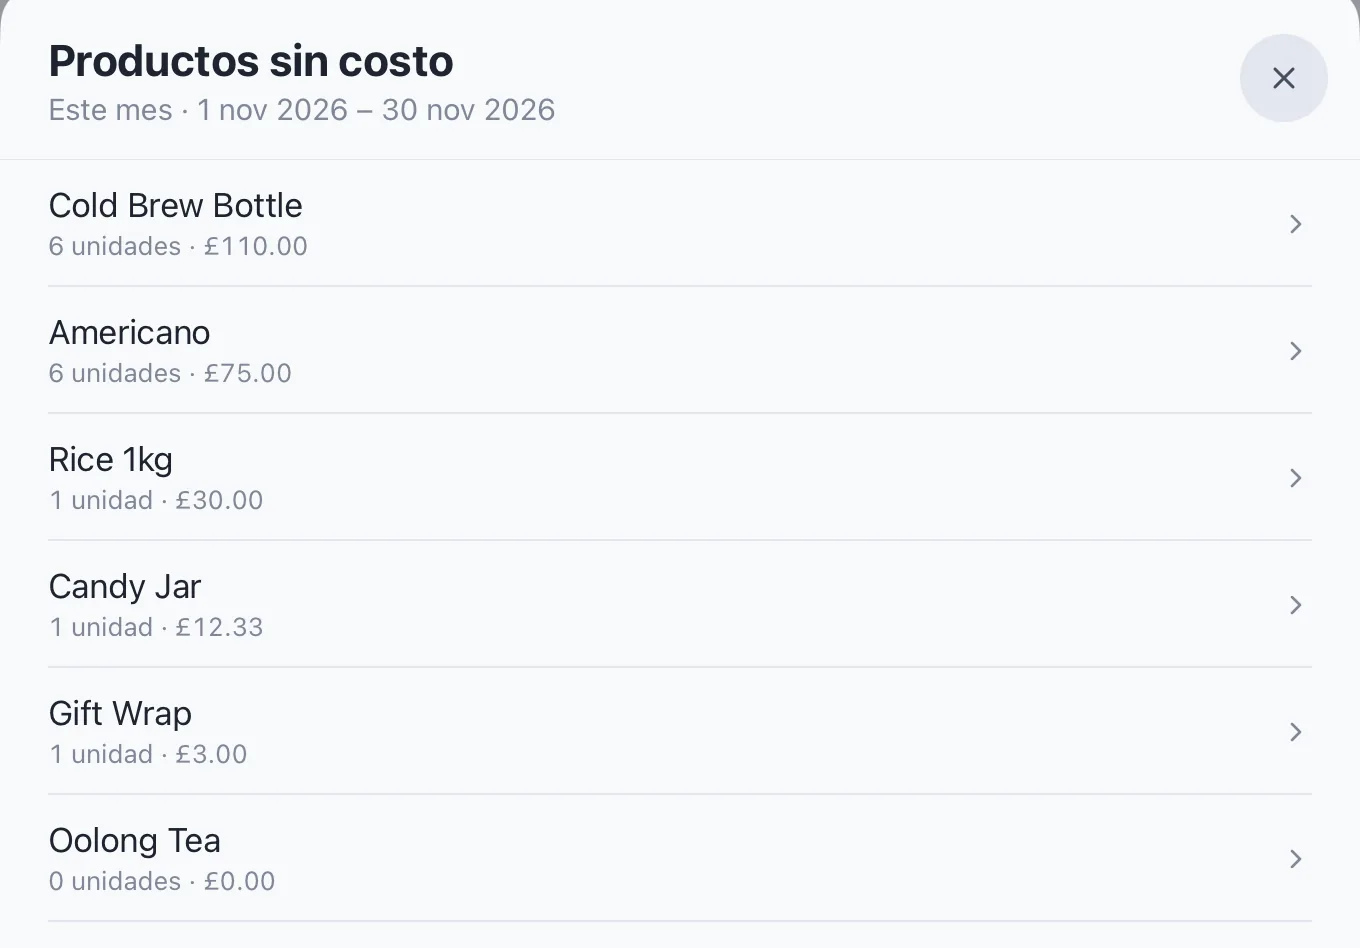 Productos sin costo
Este mes · 1 nov 2026 – 30 nov 2026
Cold Brew Bottle
6 unidades · £110.00
Americano
6 unidades · £75.00
Rice 1kg
1 unidad · £30.00
Candy Jar
1 unidad · £12.33
Gift Wrap
1 unidad · £3.00
Oolong Tea
0 unidades · £0.00